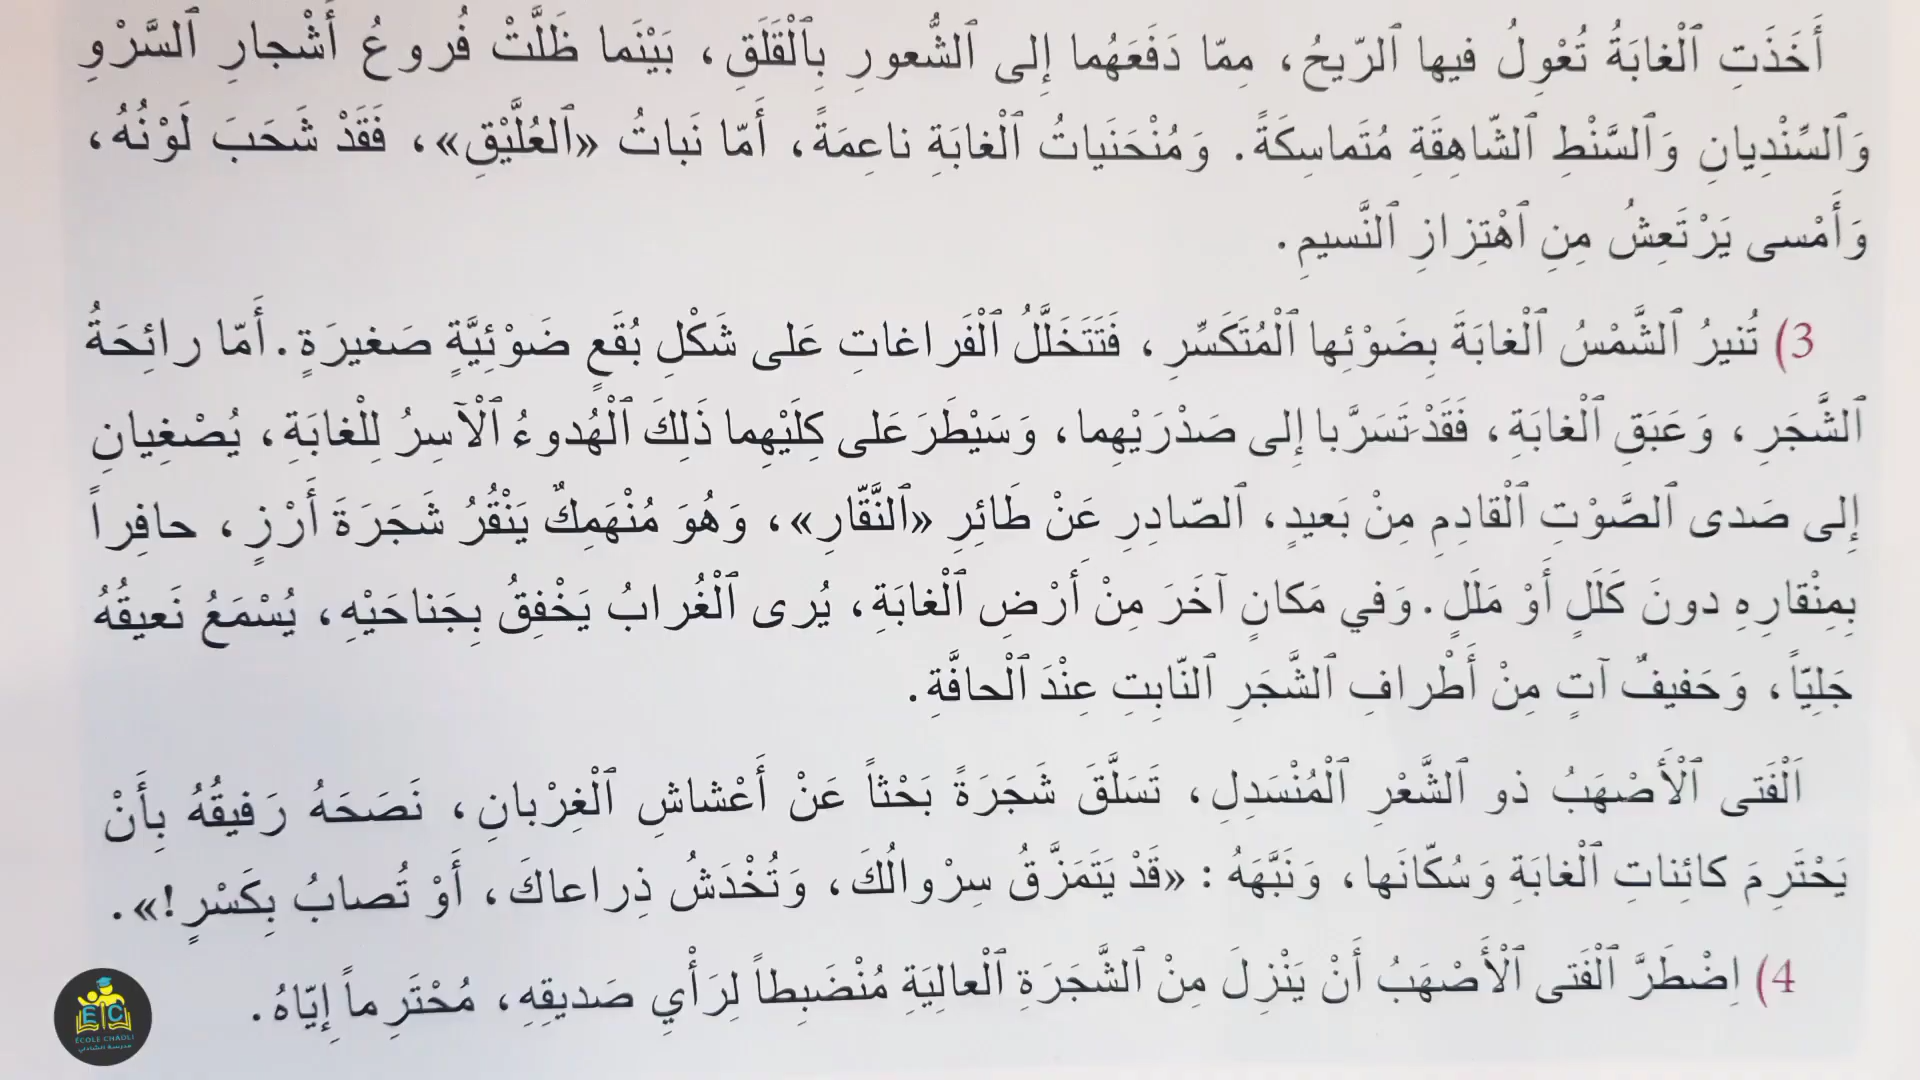 أَخَذَتِ ٱلْغابَةُ تُعْوِلُ فيها ٱلرّيحُ، مِمّا دَفَعَهُما إِلى ٱلشُّعورِ بِٱلْقَلَقِ، بَيْنَما ظَلَّتْ فُروعُ أَشْجارِ ٱلسَّرْوِ
وَٱلسِّنْدِيانِ وَٱلسَّنْطِ ٱلشّاهِقَةِ مُتَماسِكَةً. وَمُنْحَنَياتُ ٱلْغابَةِ ناعِمَةً، أَمّا نَباتُ «ٱلْعُلَّيْقِ»، فَقَدْ شَحَبَ لَوْنُهُ،
وَأَمْسى يَرْتَعِشُ مِنِ ٱهْتِزازِ ٱلنَّسيمِ.
3) تُنيرُ ٱلشَّمْسُ ٱلْغابَةَ بِضَوْئِها ٱلْمُتَكَسِّرِ، فَتَتَخَلَّلُ ٱلْفَراغاتِ عَلى شَكْلِ بُقَعٍ ضَوْئِيَّةٍ صَغيرَةٍ. أَمّا رائِحَةُ
ٱلشَّجَرِ، وَعَبَقِ ٱلْغابَةِ، فَقَدْ تَسَرَّبا إِلى صَدْرَيْهِما، وَسَيْطَرَ عَلى كِلَيْهِما ذَلِكَ ٱلْهُدوءُ ٱلْآسِرُ لِلْغابَةِ، يُصْغِيانِ
إِلى صَدى ٱلصَّوْتِ ٱلْقادِمِ مِنْ بَعيدٍ، ٱلصّادِرِ عَنْ طَائِرِ «ٱلنَّقّارِ»، وَهُوَ مُنْهَمِكٌ يَنْقُرُ شَجَرَةَ أَرْزٍ، حافِراً
بِمِنْقارِهِ دونَ كَلَلٍ أَوْ مَلَلٍ. وَفي مَكانٍ آخَرَ مِنْ أَرْضِ ٱلْغابَةِ، يُرى ٱلْغُرابُ يَخْفِقُ بِجَناحَيْهِ، يُسْمَعُ نَعيقُهُ
جَلِيّاً، وَحَفيفٌ آتٍ مِنْ أَطْرافِ ٱلشَّجَرِ ٱلنّابِتِ عِنْدَ ٱلْحافَّةِ.
اَلْفَتى ٱلْأَصْهَبُ ذو ٱلشَّعْرِ ٱلْمُنْسَدِلِ، تَسَلَّقَ شَجَرَةً بَحْثاً عَنْ أَعْشاشِ ٱلْغِرْبانِ، نَصَحَهُ رَفيقُهُ بِأَنْ
يَحْتَرِمَ كائِناتِ ٱلْغابَةِ وَسُكّانَها، وَنَبَّهَهُ : «قَدْ يَتَمَزَّقُ سِرْوالُكَ، وَتُخْدَشُ ذِراعاكَ، أَوْ تُصابُ بِكَسْرٍ!».
4) اِضْطَرَّ ٱلْفَتى ٱلْأَصْهَبُ أَنْ يَنْزِلَ مِنْ ٱلشَّجَرَةِ ٱلْعالِيَةِ مُنْضَبِطاً لِرَأْيِ صَديقِهِ، مُحْتَرِماً إِيّاهُ.
E C
ÉCOLE CHADLI
مدرسة الشاذلي